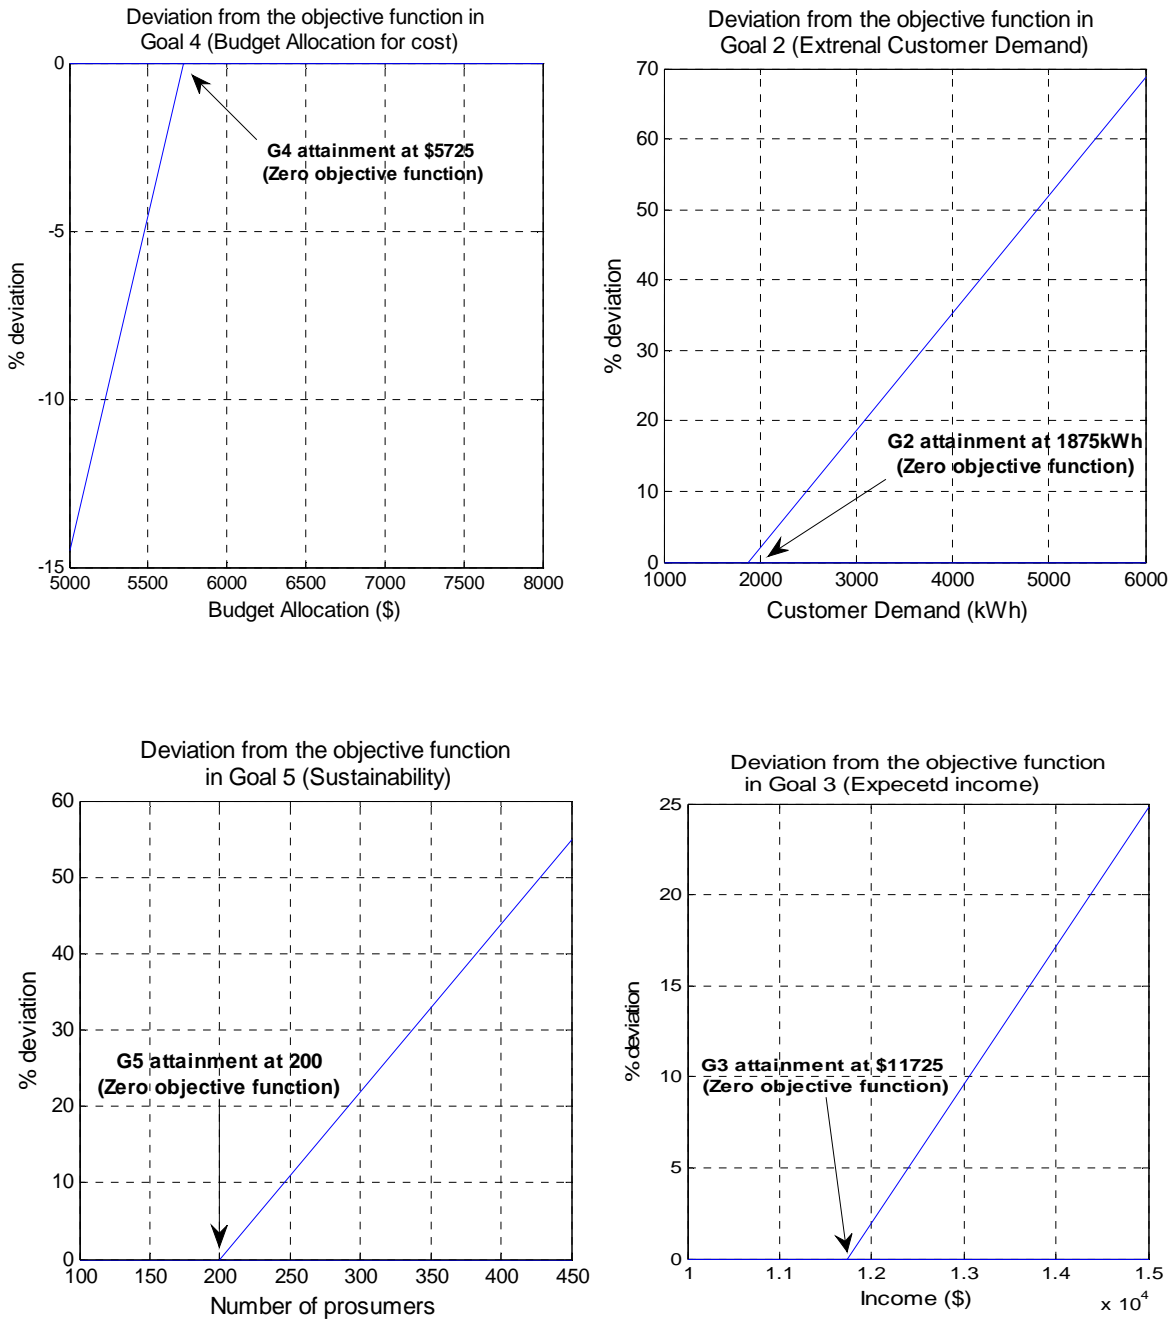 Deviation from the objective function in
Goal 4 (Budget Allocation for cost)
0
-5
-10
-15
% deviation
G4 attainment at $5725
(Zero objective function)
5000 5500 6000 6500 7000 7500 8000
Budget Allocation ($)
Deviation from the objective function in
Goal 2 (Extrenal Customer Demand)
70
60
50
40
30
20
10
0
% deviation
G2 attainment at 1875kWh
(Zero objective function)
1000 2000 3000 4000 5000 6000
Customer Demand (kWh)
Deviation from the objective function
in Goal 5 (Sustainability)
60
50
40
30
20
10
0
% deviation
G5 attainment at 200
(Zero objective function)
100 150 200 250 300 350 400 450
Number of prosumers
Deviation from the objective function
in Goal 3 (Expecetd income)
25
20
15
10
5
0
% deviation
G3 attainment at $11725
(Zero objective function)
1 1.1 1.2 1.3 1.4 1.5
Income ($)
x 10^4